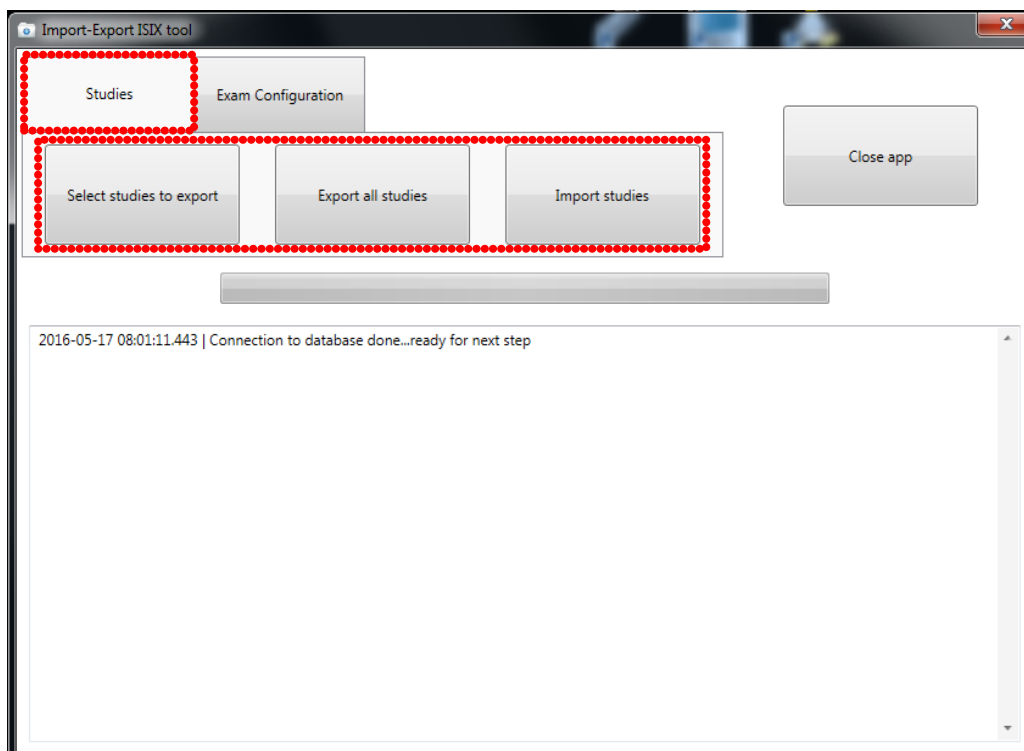 Import-Export ISIX tool
Studies
Exam Configuration
Close app
Select studies to export
Export all studies
Import studies
2016-05-17 08:01:11.443 | Connection to database done...ready for next step